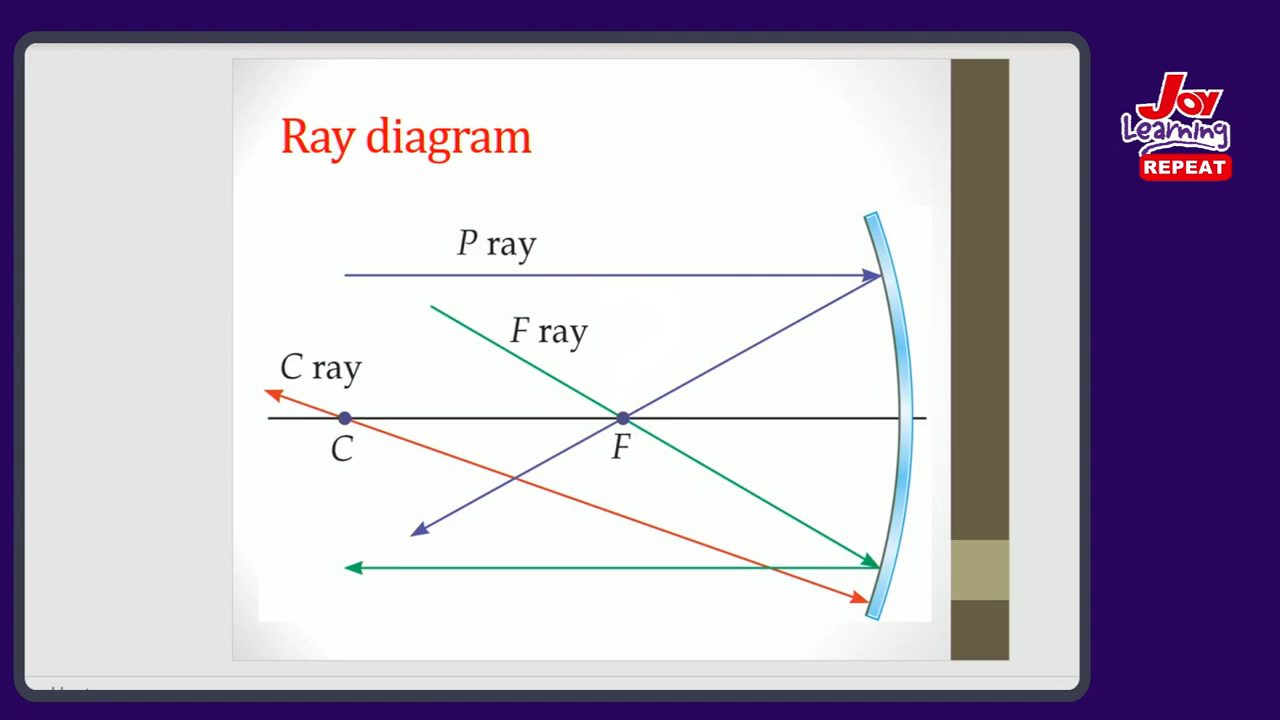 Ray diagram
P ray
F ray
C ray
C
F
Joy
Learning
REPEAT